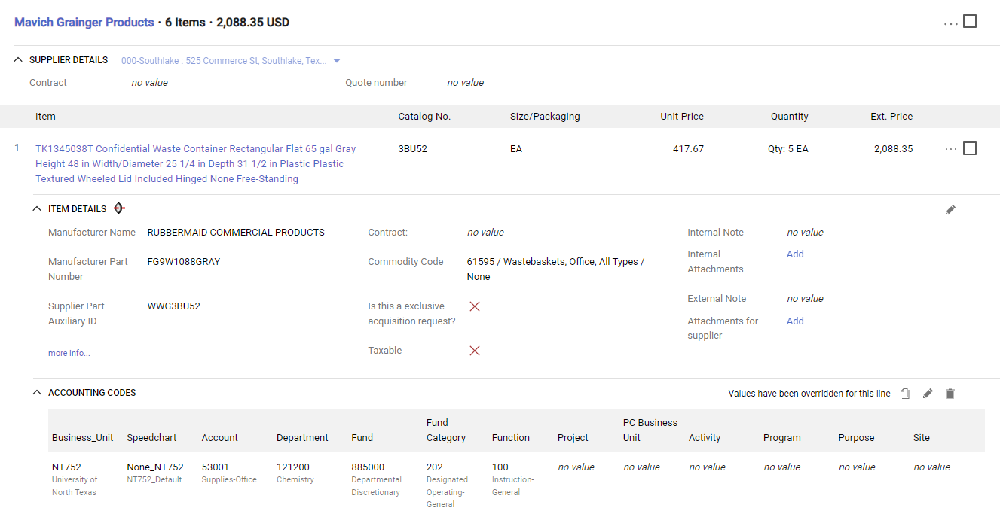 Mavich Grainger Products · 6 Items · 2,088.35 USD
SUPPLIER DETAILS 000-Southlake : 525 Commerce St, Southlake, Tex...
Contract no value Quote number no value
Item Catalog No. Size/Packaging Unit Price Quantity Ext. Price
1 TK1345038T Confidential Waste Container Rectangular Flat 65 gal Gray 3BU52 EA 417.67 Qty: 5 EA 2,088.35 ...
Height 48 in Width/Diameter 25 1/4 in Depth 31 1/2 in Plastic Plastic
Textured Wheeled Lid Included Hinged None Free-Standing
ITEM DETAILS
Manufacturer Name RUBBERMAID COMMERCIAL PRODUCTS Contract: no value Internal Note no value
Manufacturer Part FG9W1088GRAY Commodity Code 61595 / Wastebaskets, Office, All Types / Internal Add
Number None Attachments
Supplier Part WWG3BU52 Is this a exclusive External Note no value
Auxiliary ID acquisition request? Attachments for Add
supplier
more info... Taxable
ACCOUNTING CODES Values have been overridden for this line
Fund PC Business
Business_Unit Speedchart Account Department Fund Category Function Project Unit Activity Program Purpose Site
NT752 None_NT752 53001 121200 885000 202 100 no value no value no value no value no value no value
University of NT752_Default Supplies-Office Chemistry Departmental Designated Instruction-
North Texas Discretionary Operating- General
General